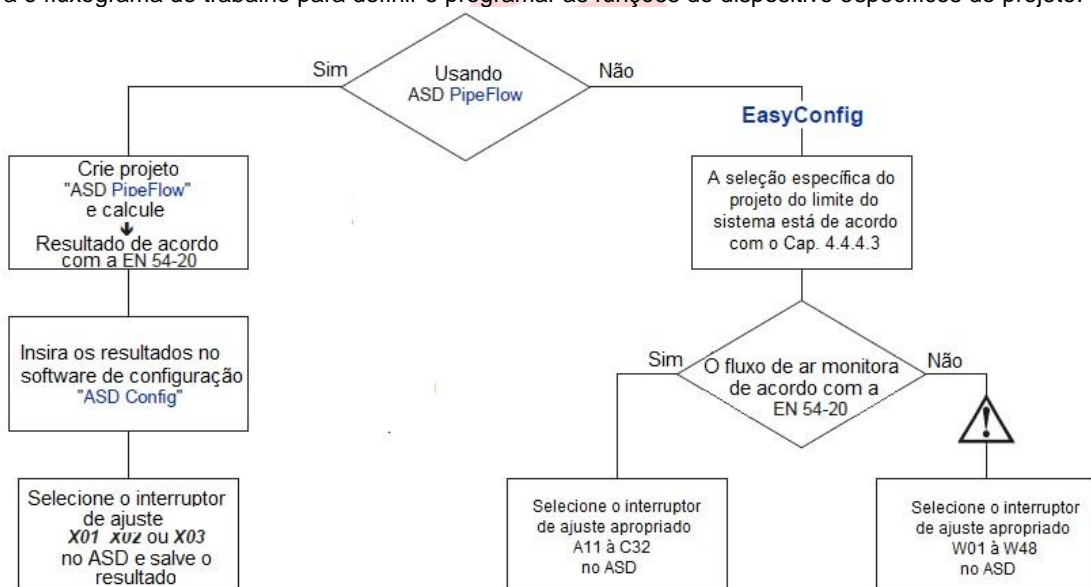 o fluxograma de trabalho para definir e programar as funções do dispositivo específicos do projeto.
Usando
ASD PipeFlow
Sim
Não
Crie projeto
"ASD PipeFlow"
e calcule
Resultado de acordo
com a EN 54-20
Insira os resultados no
software de configuração
"ASD Config"
Selecione o interruptor
de ajuste
X01 X02 ou X03
no ASD e salve o
resultado
EasyConfig
A seleção específica do
projeto do limite do
sistema está de acordo
com o Cap. 4.4.4.3
O fluxo de ar monitora
de acordo com a
EN 54-20
Sim
Não
Selecione o interruptor
de ajuste apropriado
A11 à C32
no ASD
Selecione o interruptor
de ajuste apropriado
W01 à W48
no ASD